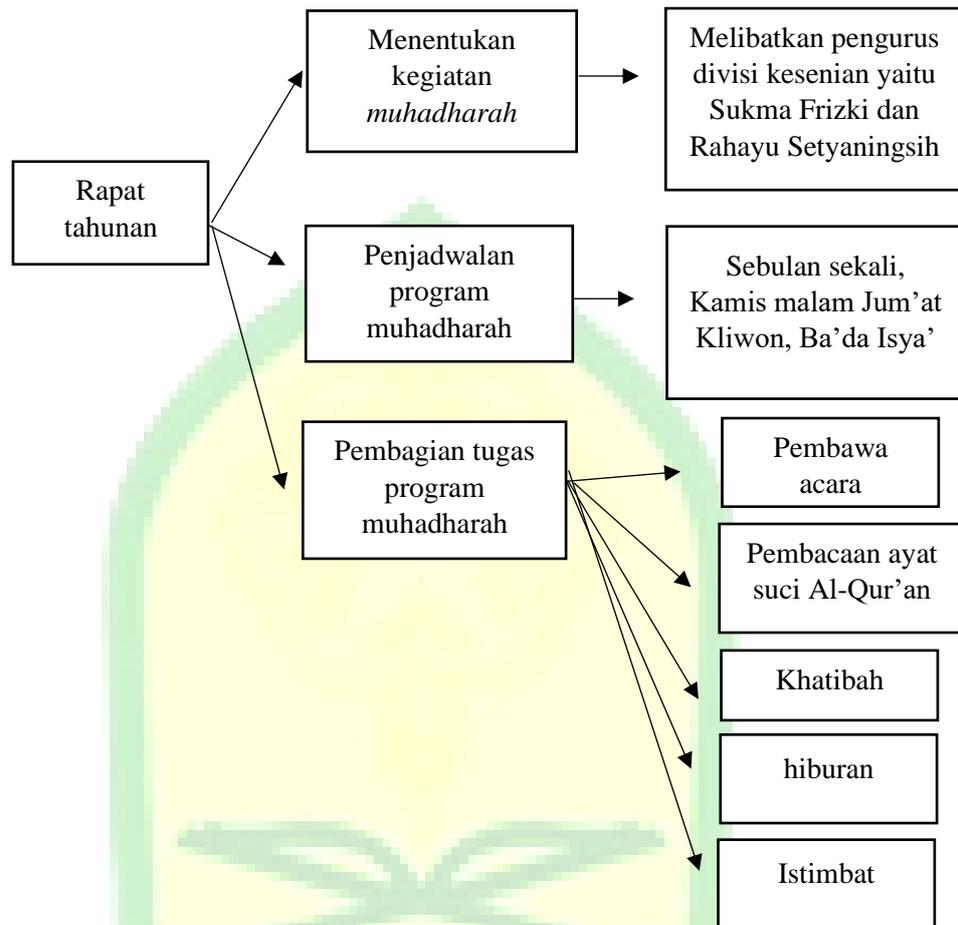 Rapat
tahunan
Menentukan
kegiatan
muhadharah
Melibatkan pengurus
divisi kesenian yaitu
Sukma Frizki dan
Rahayu Setyaningsih
Penjadwalan
program
muhadharah
Sebulan sekali,
Kamis malam Jum’at
Kliwon, Ba’da Isya’
Pembagian tugas
program
muhadharah
Pembawa
acara
Pembacaan ayat
suci Al-Qur’an
Khatibah
hiburan
Istimbat